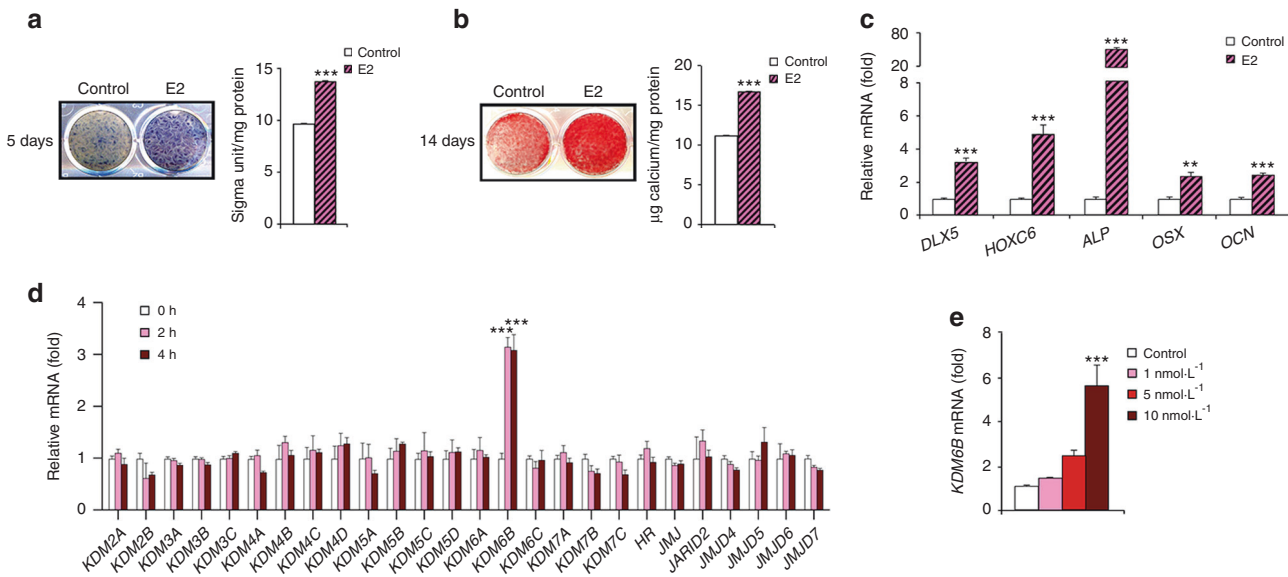 a
Control
E2
5 days
Sigma unit/mg protein
15
10
5
0
***
Control
E2
b
Control
E2
14 days
µg calcium/mg protein
20
15
10
5
0
***
Control
E2
c
Relative mRNA (fold)
80
20
8
6
4
2
0
***
***
***
**
***
Control
E2
DLX5
HOXC6
ALP
OSX
OCN
d
Relative mRNA (fold)
4
3
2
1
0
0 h
2 h
4 h
***
***
KDM2A
KDM2B
KDM3A
KDM3B
KDM3C
KDM4A
KDM4B
KDM4C
KDM4D
KDM5A
KDM5B
KDM5C
KDM5D
KDM6A
KDM6B
KDM6C
KDM7A
KDM7B
KDM7C
HR
JMJ
JARID2
JMJD4
JMJD5
JMJD6
JMJD7
e
KDM6B mRNA (fold)
8
6
4
2
0
***
Control
1 nmol·L⁻¹
5 nmol·L⁻¹
10 nmol·L⁻¹